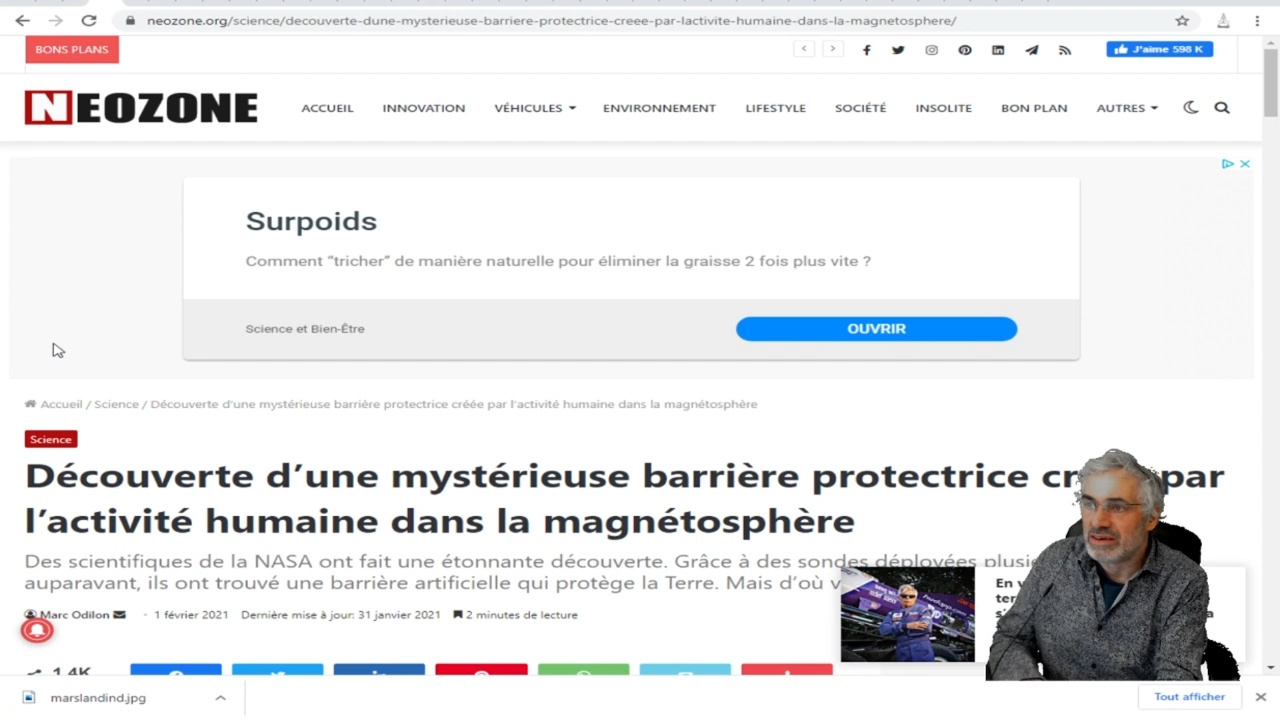 neozone.org/science/decouverte-dune-mysterieuse-barriere-protectrice-creee-par-lactivite-humaine-dans-la-magnetosphere/
BONS PLANS
J'aime 598 K
NEOZONE
ACCUEIL INNOVATION VÉHICULES ENVIRONNEMENT LIFESTYLE SOCIÉTÉ INSOLITE BON PLAN AUTRES
Surpoids
Comment “tricher” de manière naturelle pour éliminer la graisse 2 fois plus vite ?
Science et Bien-Être
OUVRIR
Accueil / Science / Découverte d'une mystérieuse barrière protectrice créée par l'activité humaine dans la magnétosphère
Science
Découverte d’une mystérieuse barrière protectrice par
l’activité humaine dans la magnétosphère
Des scientifiques de la NASA ont fait une étonnante découverte. Grâce à des sondes déployées
auparavant, ils ont trouvé une barrière artificielle qui protège la Terre. Mais d'où
Marc Odilon - 1 février 2021 Dernière mise à jour: 31 janvier 2021 2 minutes de lecture
En
1.4K
marslandind.jpg
Tout afficher